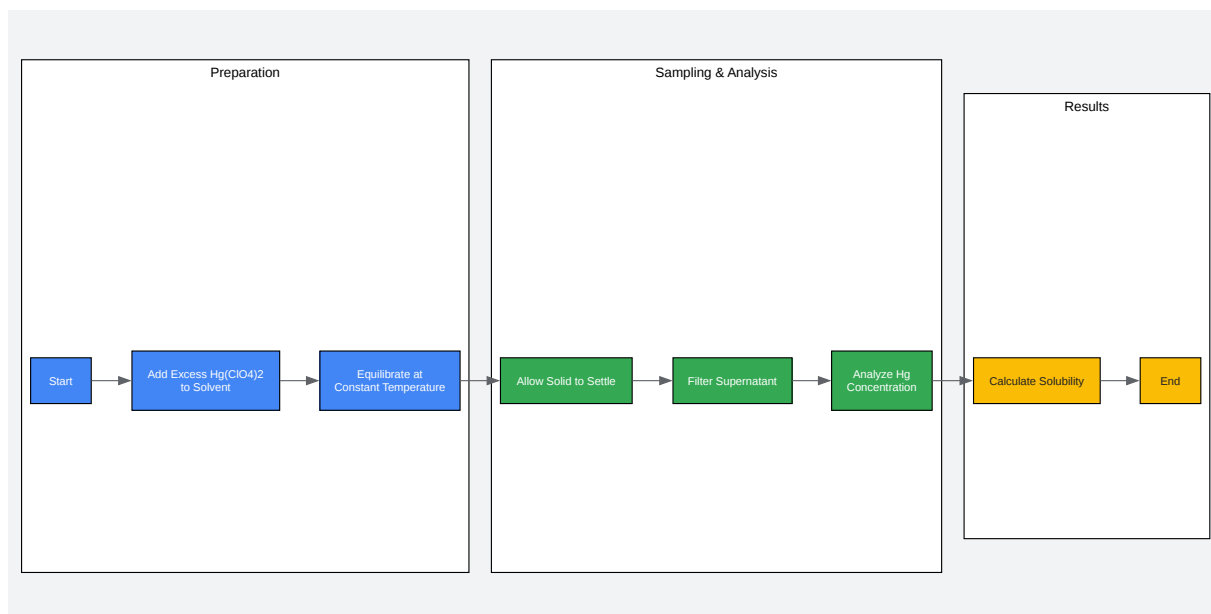 Preparation
Start
Add Excess Hg(ClO4)2
to Solvent
Equilibrate at
Constant Temperature
Sampling & Analysis
Allow Solid to Settle
Filter Supernatant
Analyze Hg
Concentration
Results
Calculate Solubility
End